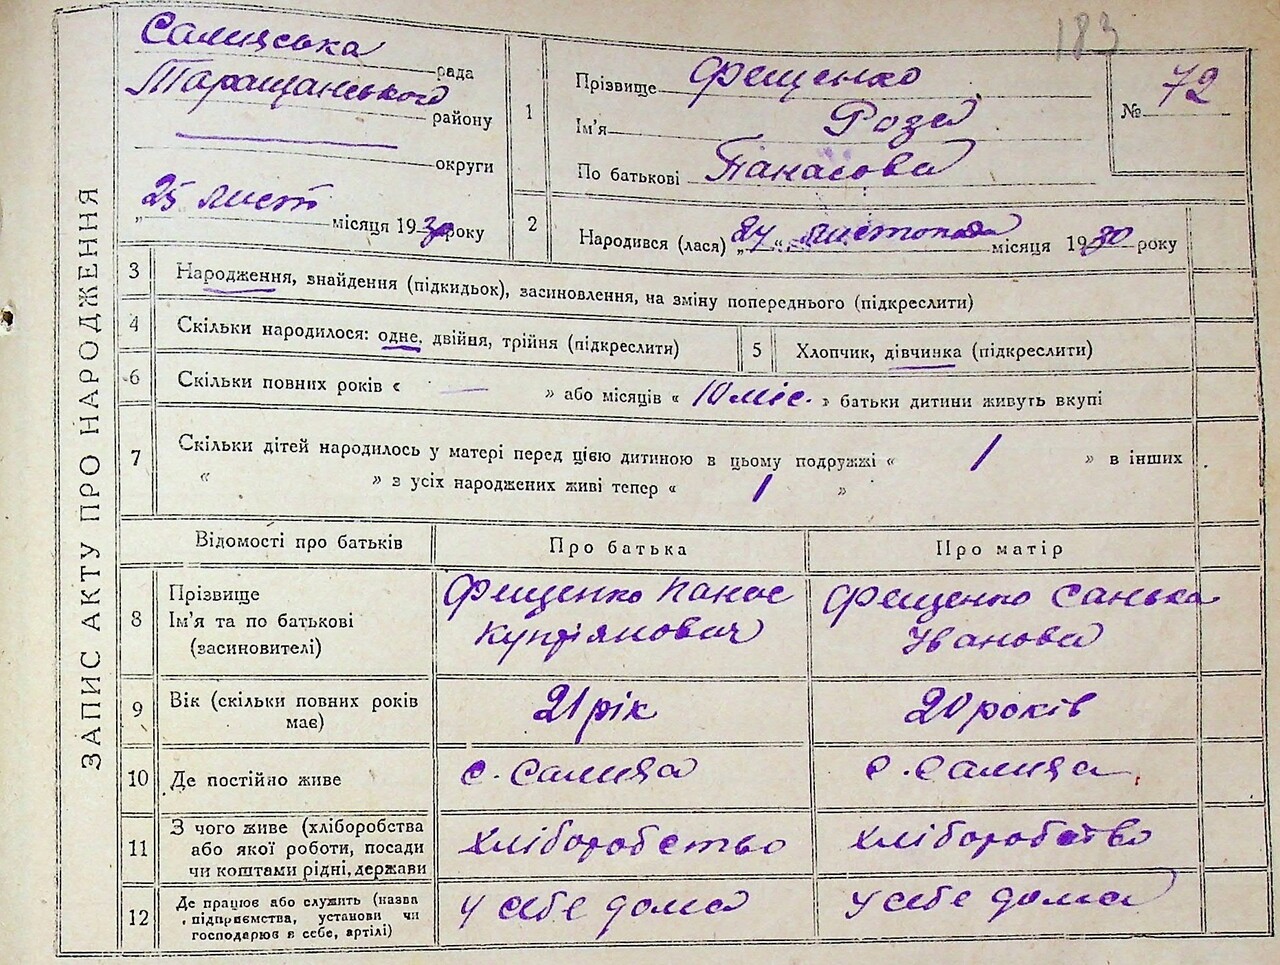 183
ЗАПИС АКТУ ПРО НАРОДЖЕННЯ
Салиська
рада
Таращанського
району
округи
25 лист
„ місяця 1930 року
1
Прізвище Фещенко
Ім'я Роза
По батькові Панасова
№ 72
2
Народився (лася) „ 24 “ листопада місяця 1930 року
3 Народження, знайдення (підкидьок), засиновлення, на зміну попереднього (підкреслити)
4 Скільки народилося: одне, двійня, трійня (підкреслити)
5 Хлопчик, дівчинка (підкреслити)
6 Скільки повних років « — » або місяців « 10 міс. » батьки дитини живуть вкупі
7 Скільки дітей народилось у матері перед цією дитиною в цьому подружжі « 1 » в інших
« » з усіх народжених живі тепер « 1 »
Відомості про батьків Про батька Про матір
8 Прізвище
Ім'я та по батькові
(засиновителі)
Фещенко Панас
Купріянович
Фещенко Санька
Іванова
9 Вік (скільки повних років
має)
21 рік
20 років
10 Де постійно живе
с. Салиха
с. Салиха
11 З чого живе (хліборобства
або якої роботи, посади
чи коштами рідні, держави
хліборобство
хліборобство
12 Де працює або служить (назва
підприємства, установи чи
господарює в себе, артілі)
у себе дома
у себе дома